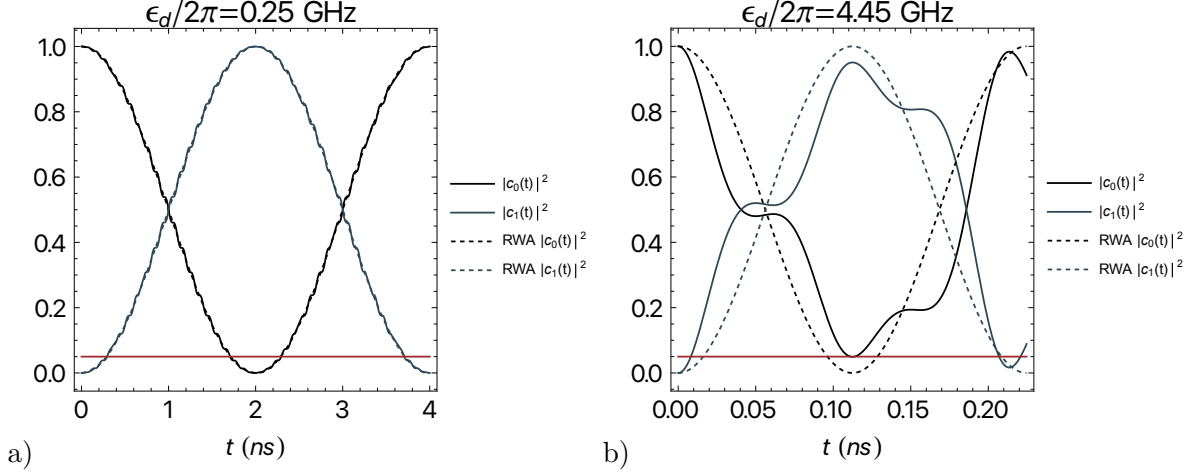 ϵ_d/2π=0.25 GHz
1.0
0.8
0.6
0.4
0.2
0.0
0 1 2 3 4
t (ns)
|c₀(t)|²
|c₁(t)|²
RWA |c₀(t)|²
RWA |c₁(t)|²
a)
ϵ_d/2π=4.45 GHz
1.0
0.8
0.6
0.4
0.2
0.0
0.00 0.05 0.10 0.15 0.20
t (ns)
|c₀(t)|²
|c₁(t)|²
RWA |c₀(t)|²
RWA |c₁(t)|²
b)